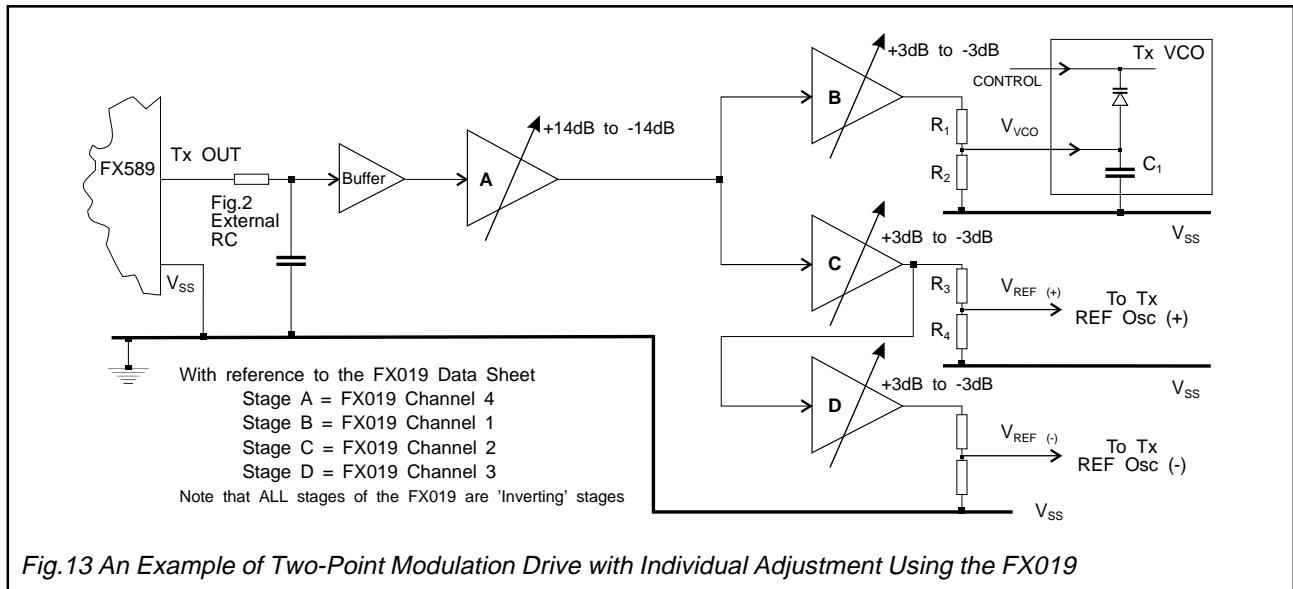 +3dB to -3dB
Tx VCO
CONTROL
B
+14dB to -14dB
R1
VVCO
Tx OUT
FX589
Buffer
A
R2
C1
Fig.2
External
RC
VSS
+3dB to -3dB
C
R3
VREF (+)
To Tx
REF Osc (+)
VSS
R4
VSS
With reference to the FX019 Data Sheet
Stage A = FX019 Channel 4
Stage B = FX019 Channel 1
Stage C = FX019 Channel 2
Stage D = FX019 Channel 3
Note that ALL stages of the FX019 are 'Inverting' stages
+3dB to -3dB
D
VREF (-)
To Tx
REF Osc (-)
VSS
Fig.13 An Example of Two-Point Modulation Drive with Individual Adjustment Using the FX019